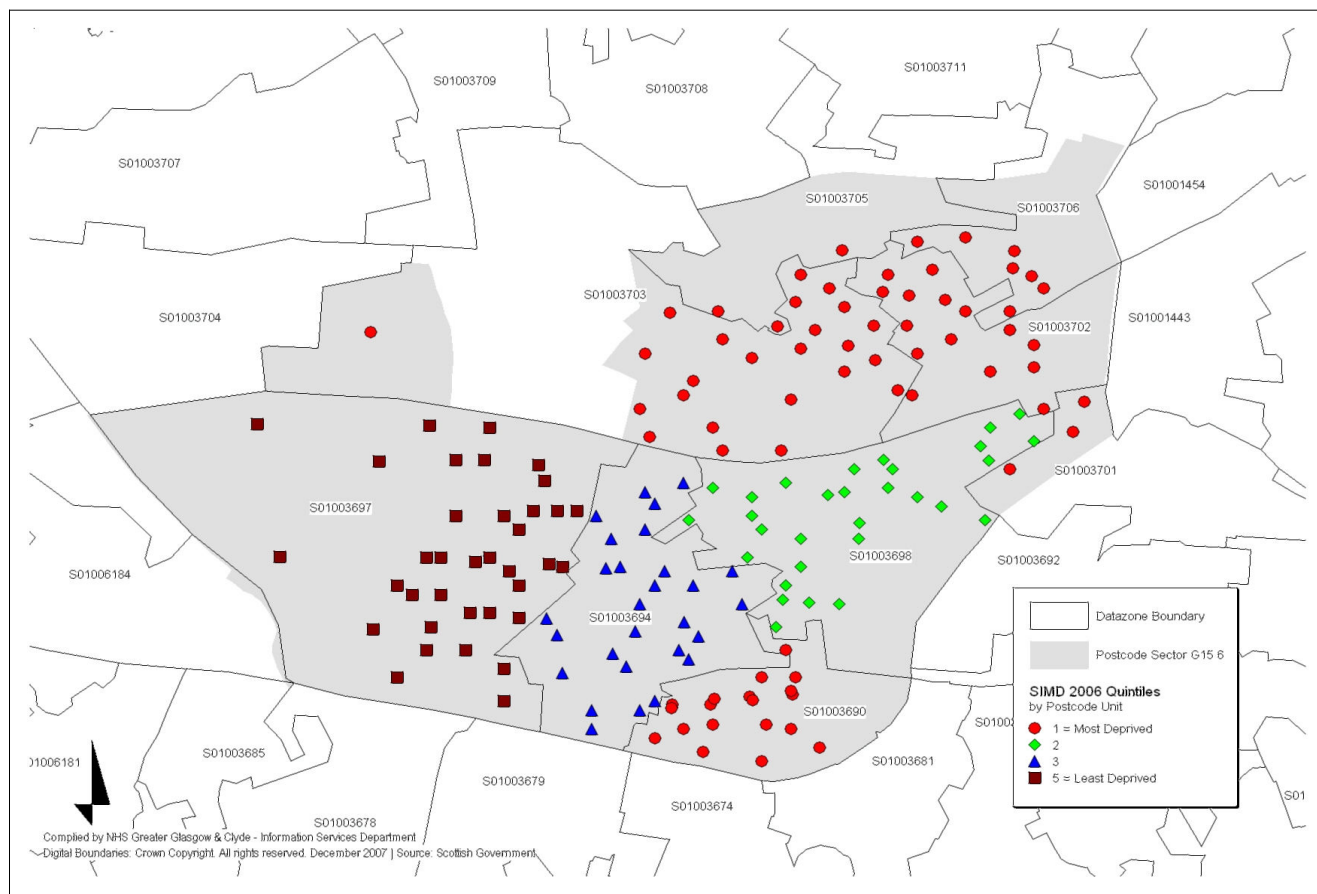 S01003711
S01003709
S01003708
S01003707
S01001454
S01003705
S01003706
S01003703
S01003704
S01003702
S01001443
S01003701
S01003697
S01003698
S01003692
S01006184
S01003694
S01003690
S01003685
S01003681
S01003679
S01003674
S01003678
Datazone Boundary
Postcode Sector G15 6
SIMD 2006 Quintiles
by Postcode Unit
1 = Most Deprived
2
3
5 = Least Deprived
Complied by NHS Greater Glasgow & Clyde - Information Services Department
Digital Boundaries: Crown Copyright. All rights reserved. December 2007 | Source: Scottish Government